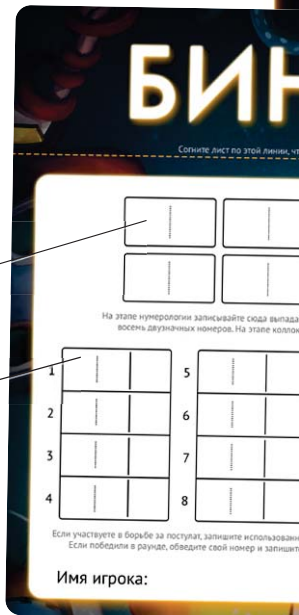 БИН
Согните лист по этой линии, чт
На этапе нумерологии записывайте сюда выпада
восемь двузначных номеров. На этапе коллок
1
5
2
6
3
7
4
8
Если участвуете в борьбе за постулат, запишите использованн
Если победили в раунде, обведите свой номер и запишит
Имя игрока: